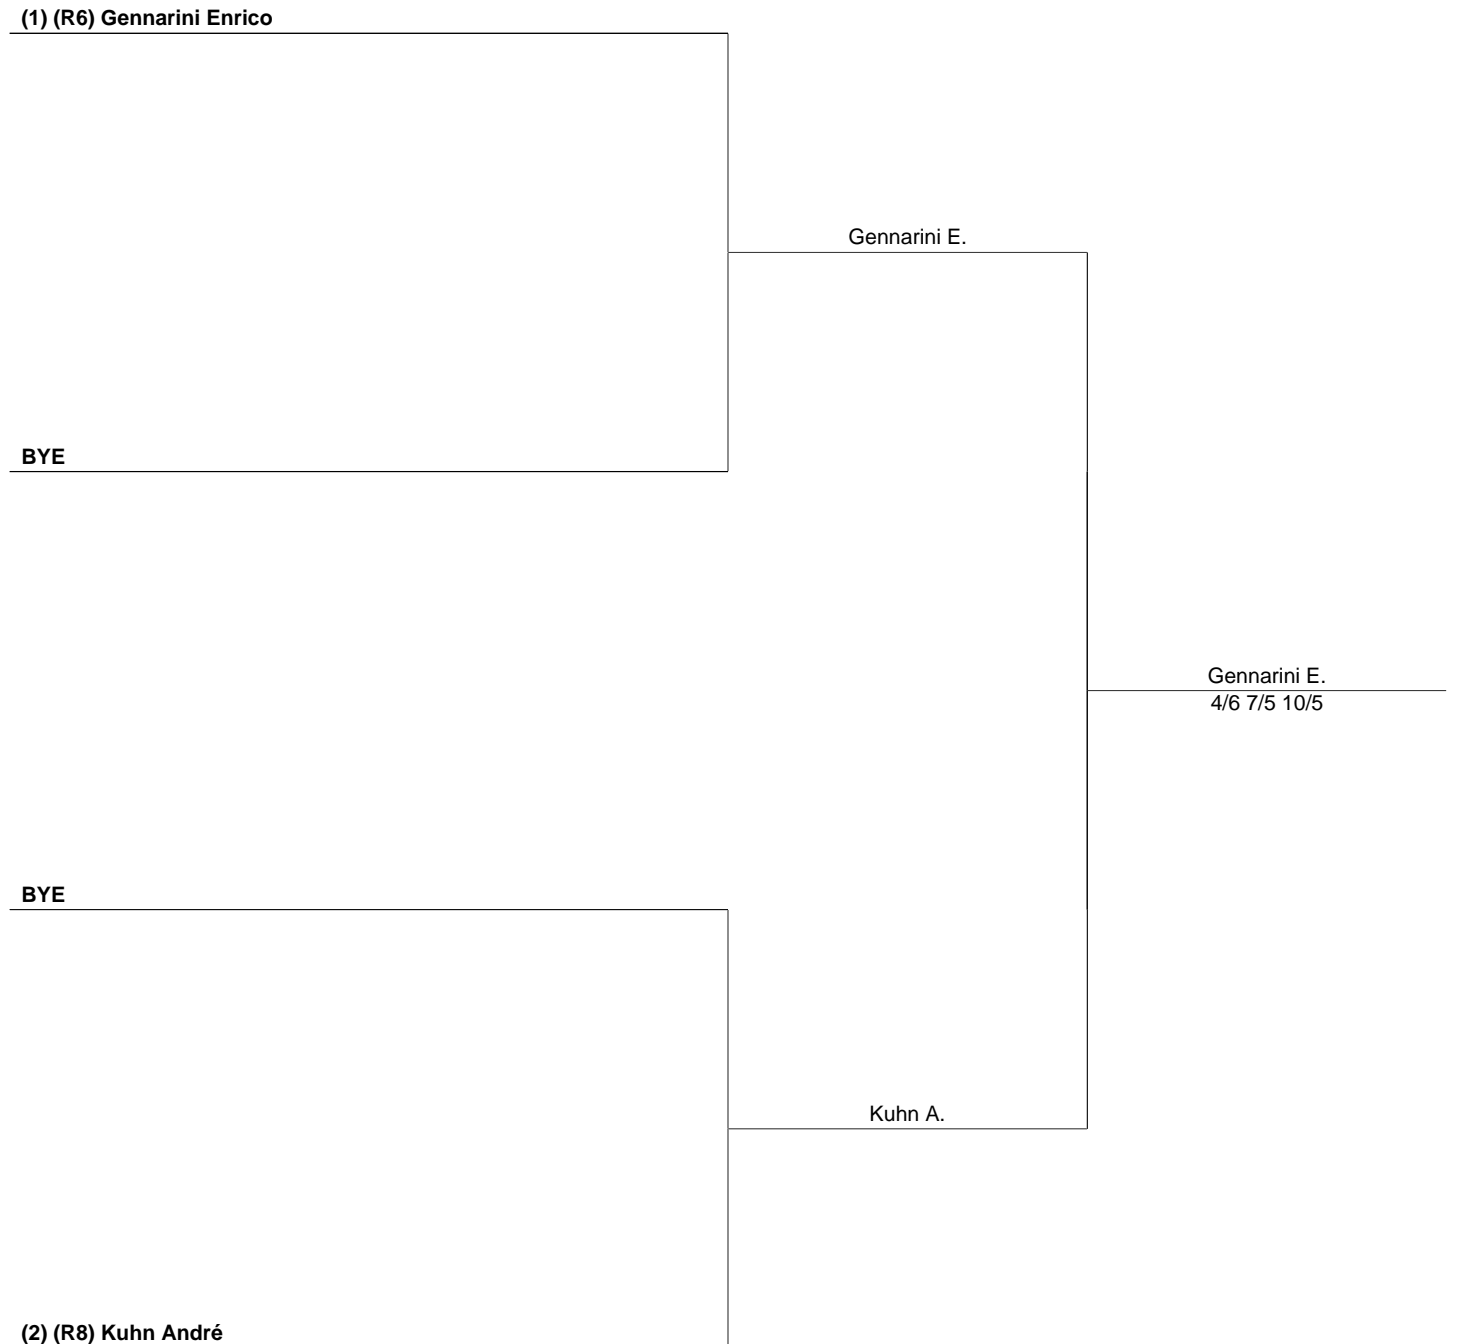 (1) (R6) Gennarini Enrico
Gennarini E.
BYE
Gennarini E.
4/6 7/5 10/5
BYE
Kuhn A.
(2) (R8) Kuhn André